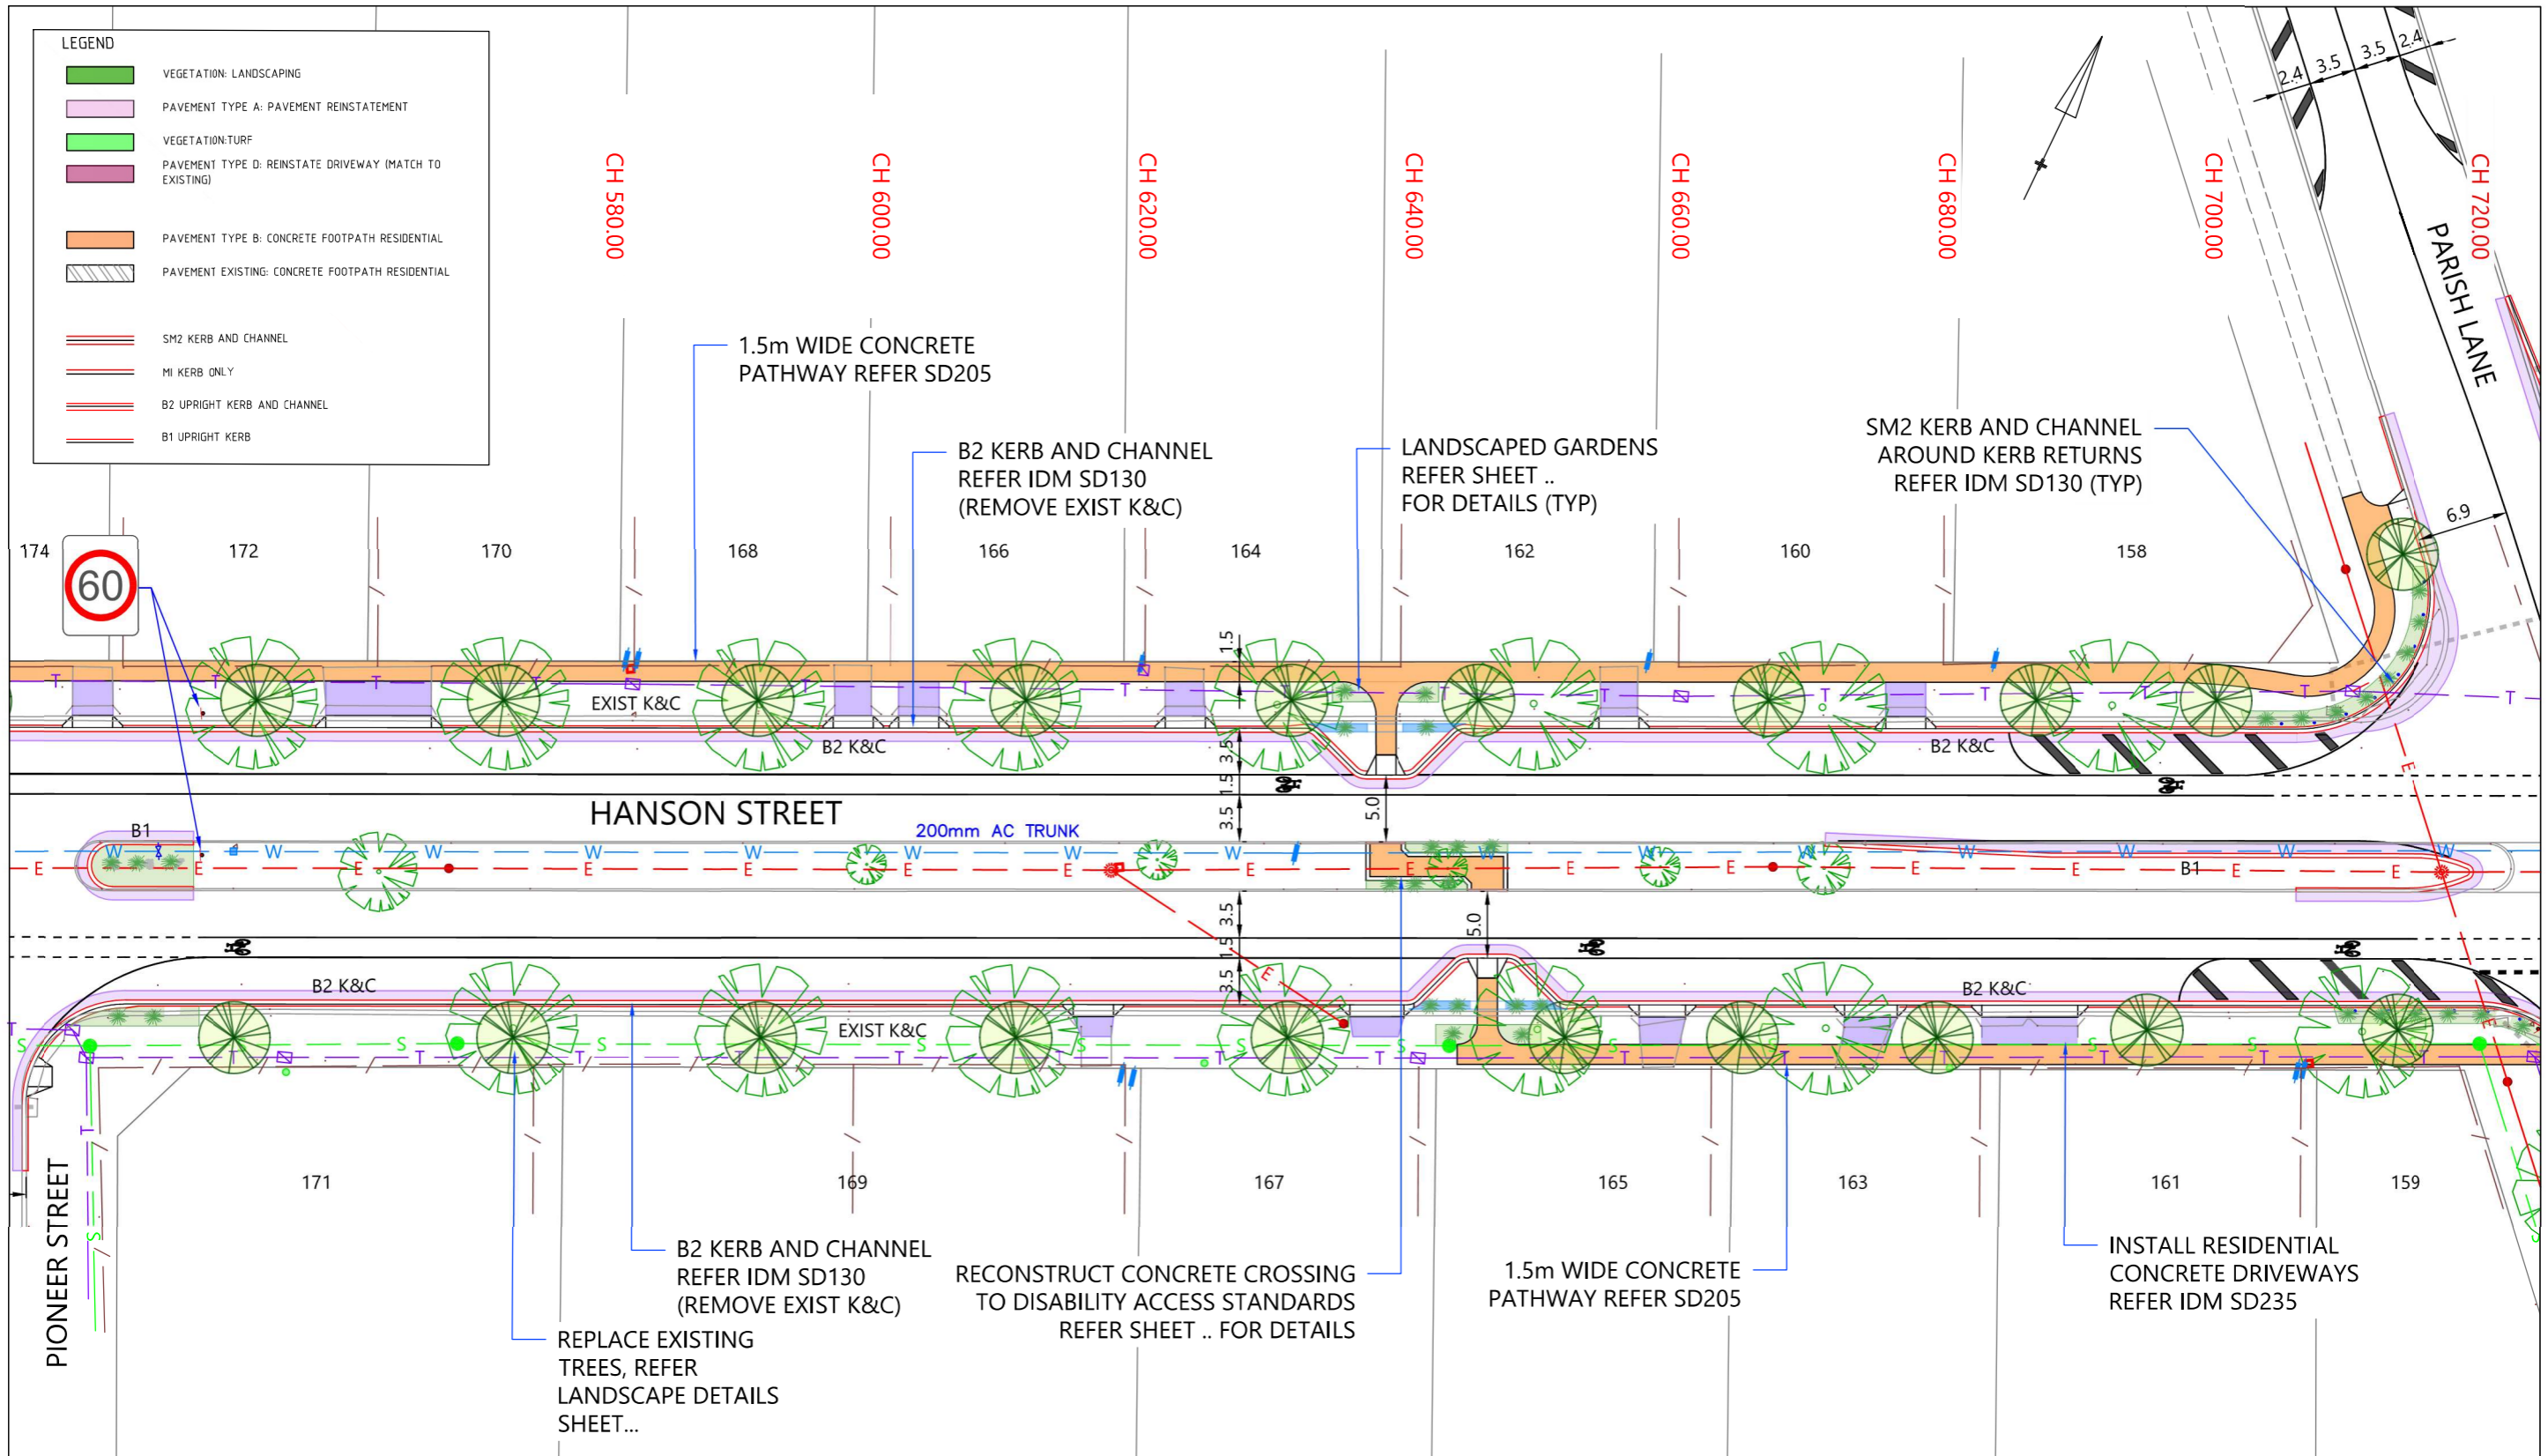 LEGEND
VEGETATION: LANDSCAPING
PAVEMENT TYPE A: PAVEMENT REINSTATEMENT
VEGETATION:TURF
PAVEMENT TYPE D: REINSTATE DRIVEWAY (MATCH TO
EXISTING)
PAVEMENT TYPE B: CONCRETE FOOTPATH RESIDENTIAL
PAVEMENT EXISTING: CONCRETE FOOTPATH RESIDENTIAL
SM2 KERB AND CHANNEL
MI KERB ONLY
B2 UPRIGHT KERB AND CHANNEL
B1 UPRIGHT KERB
2.4 3.5 3.5 2.4
CH 580.00
CH 600.00
CH 620.00
CH 640.00
CH 660.00
CH 680.00
CH 700.00
CH 720.00
PARISH LANE
1.5m WIDE CONCRETE
PATHWAY REFER SD205
B2 KERB AND CHANNEL
REFER IDM SD130
(REMOVE EXIST K&C)
LANDSCAPED GARDENS
REFER SHEET ..
FOR DETAILS (TYP)
SM2 KERB AND CHANNEL
AROUND KERB RETURNS
REFER IDM SD130 (TYP)
6.9
174 172 170 168 166 164 162 160 158
60
1.5
T T T T T T T T T T T T T T T T
EXIST K&C
B2 K&C
B2 K&C
3.5
1.5
3.5
5.0
E
HANSON STREET
200mm AC TRUNK
B1
W W W W W W W W W W W W W W W
E E E E E E E E E E E E E E E
B1
3.5
1.5
3.5
5.0
E
B2 K&C
B2 K&C
EXIST K&C
E
S S S S S S S S S S S S
T T T T T T T T T T T T
T
S
S
PIONEER STREET
171 169 167 165 163 161 159
B2 KERB AND CHANNEL
REFER IDM SD130
(REMOVE EXIST K&C)
REPLACE EXISTING
TREES, REFER
LANDSCAPE DETAILS
SHEET...
RECONSTRUCT CONCRETE CROSSING
TO DISABILITY ACCESS STANDARDS
REFER SHEET .. FOR DETAILS
1.5m WIDE CONCRETE
PATHWAY REFER SD205
INSTALL RESIDENTIAL
CONCRETE DRIVEWAYS
REFER IDM SD235